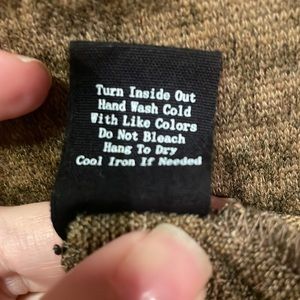 Turn Inside Out
Hand Wash Cold
With Like Colors
Do Not Bleach
Hang To Dry
Cool Iron If Needed